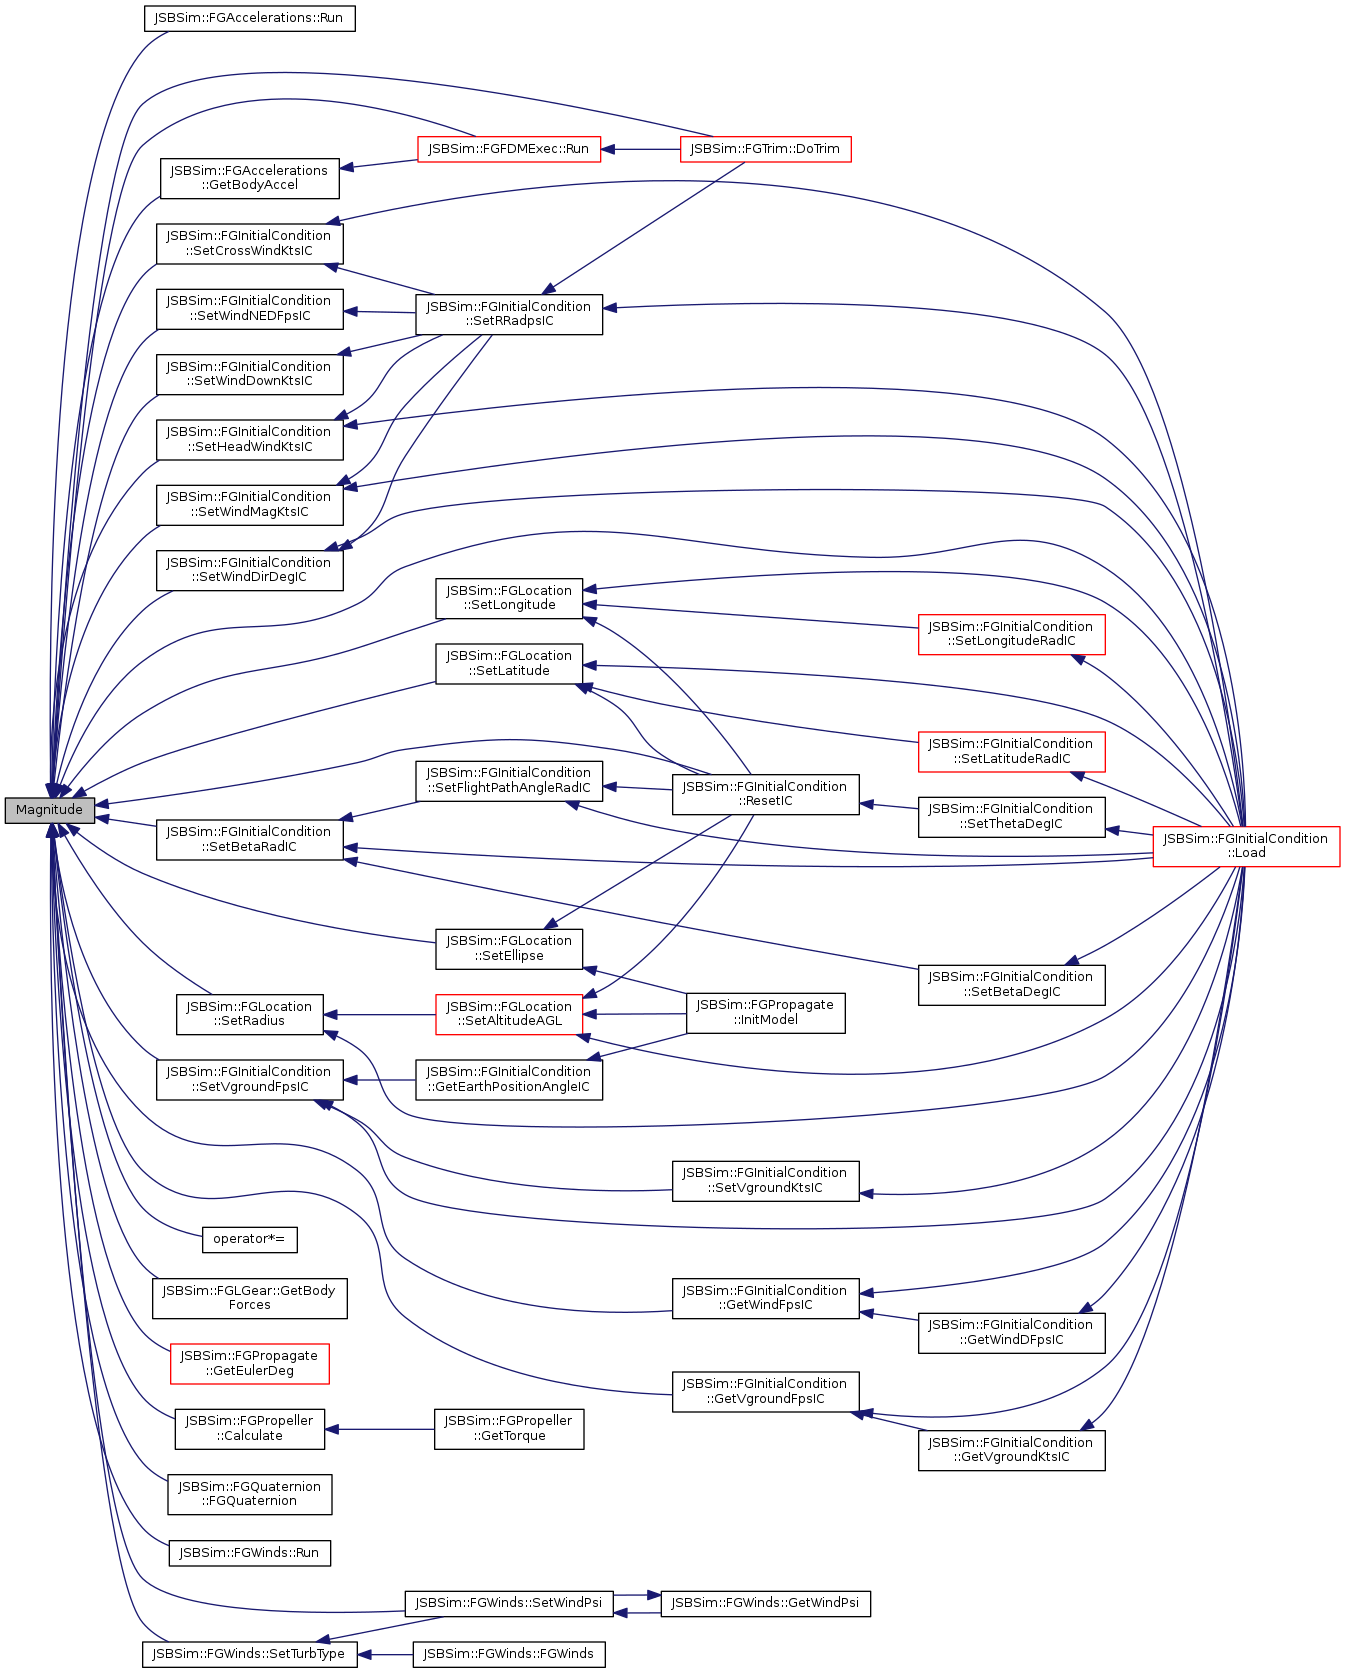 JSBSim::FGAccelerations::Run
JSBSim::FGFDMExec::Run
JSBSim::FGTrim::DoTrim
JSBSim::FGAccelerations
::GetBodyAccel
JSBSim::FGInitialCondition
::SetCrossWindKtsIC
JSBSim::FGInitialCondition
::SetWindNEDFpsIC
JSBSim::FGInitialCondition
::SetRRadpsIC
JSBSim::FGInitialCondition
::SetWindDownKtsIC
JSBSim::FGInitialCondition
::SetHeadWindKtsIC
JSBSim::FGInitialCondition
::SetWindMagKtsIC
JSBSim::FGInitialCondition
::SetWindDirDegIC
JSBSim::FGLocation
::SetLongitude
JSBSim::FGInitialCondition
::SetLongitudeRadIC
JSBSim::FGLocation
::SetLatitude
JSBSim::FGInitialCondition
::SetLatitudeRadIC
JSBSim::FGInitialCondition
::SetFlightPathAngleRadIC
JSBSim::FGInitialCondition
::ResetIC
JSBSim::FGInitialCondition
::SetThetaDegIC
Magnitude
JSBSim::FGInitialCondition
::SetBetaRadIC
JSBSim::FGInitialCondition
::Load
JSBSim::FGLocation
::SetEllipse
JSBSim::FGInitialCondition
::SetBetaDegIC
JSBSim::FGLocation
::SetRadius
JSBSim::FGLocation
::SetAltitudeAGL
JSBSim::FGPropagate
::InitModel
JSBSim::FGInitialCondition
::SetVgroundFpsIC
JSBSim::FGInitialCondition
::GetEarthPositionAngleIC
JSBSim::FGInitialCondition
::SetVgroundKtsIC
operator*=
JSBSim::FGLGear::GetBody
Forces
JSBSim::FGInitialCondition
::GetWindFpsIC
JSBSim::FGInitialCondition
::GetWindDFpsIC
JSBSim::FGPropagate
::GetEulerDeg
JSBSim::FGInitialCondition
::GetVgroundFpsIC
JSBSim::FGPropeller
::Calculate
JSBSim::FGPropeller
::GetTorque
JSBSim::FGInitialCondition
::GetVgroundKtsIC
JSBSim::FGQuaternion
::FGQuaternion
JSBSim::FGWinds::Run
JSBSim::FGWinds::SetWindPsi
JSBSim::FGWinds::GetWindPsi
JSBSim::FGWinds::SetTurbType
JSBSim::FGWinds::FGWinds